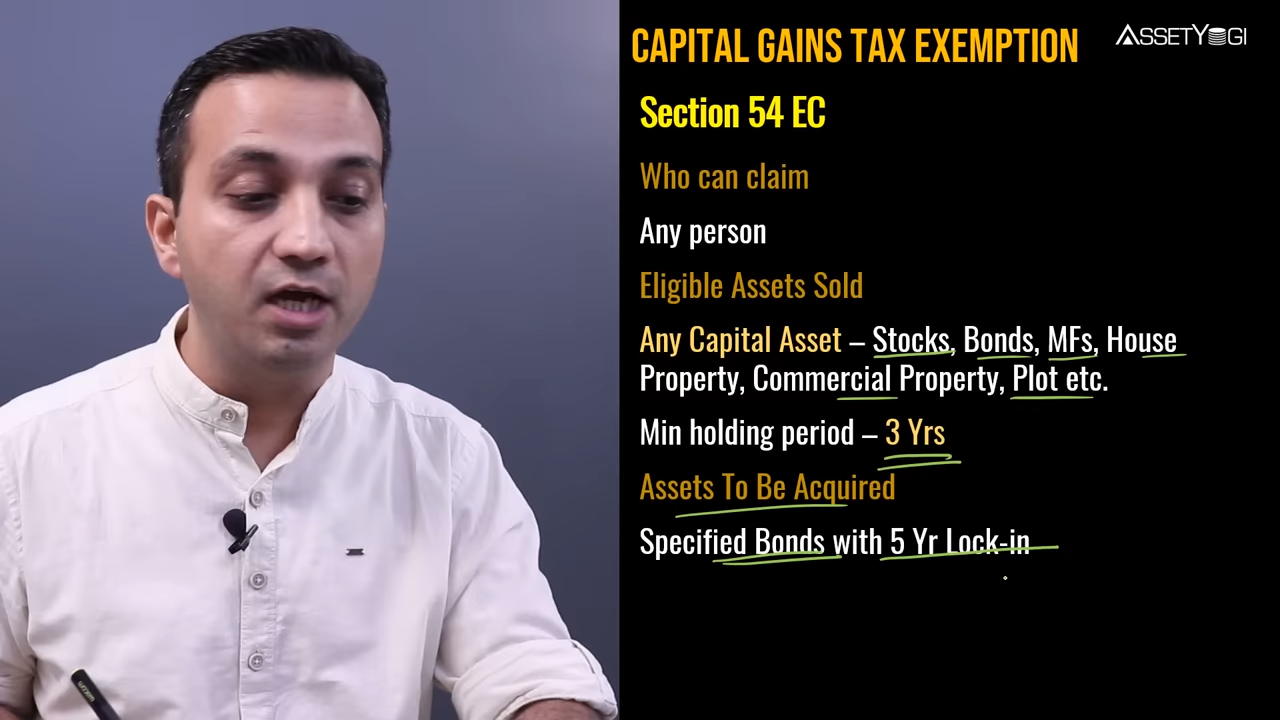 CAPITAL GAINS TAX EXEMPTION
ASSETYOGI
Section 54 EC
Who can claim
Any person
Eligible Assets Sold
Any Capital Asset – Stocks, Bonds, MFs, House
Property, Commercial Property, Plot etc.
Min holding period – 3 Yrs
Assets To Be Acquired
Specified Bonds with 5 Yr Lock-in